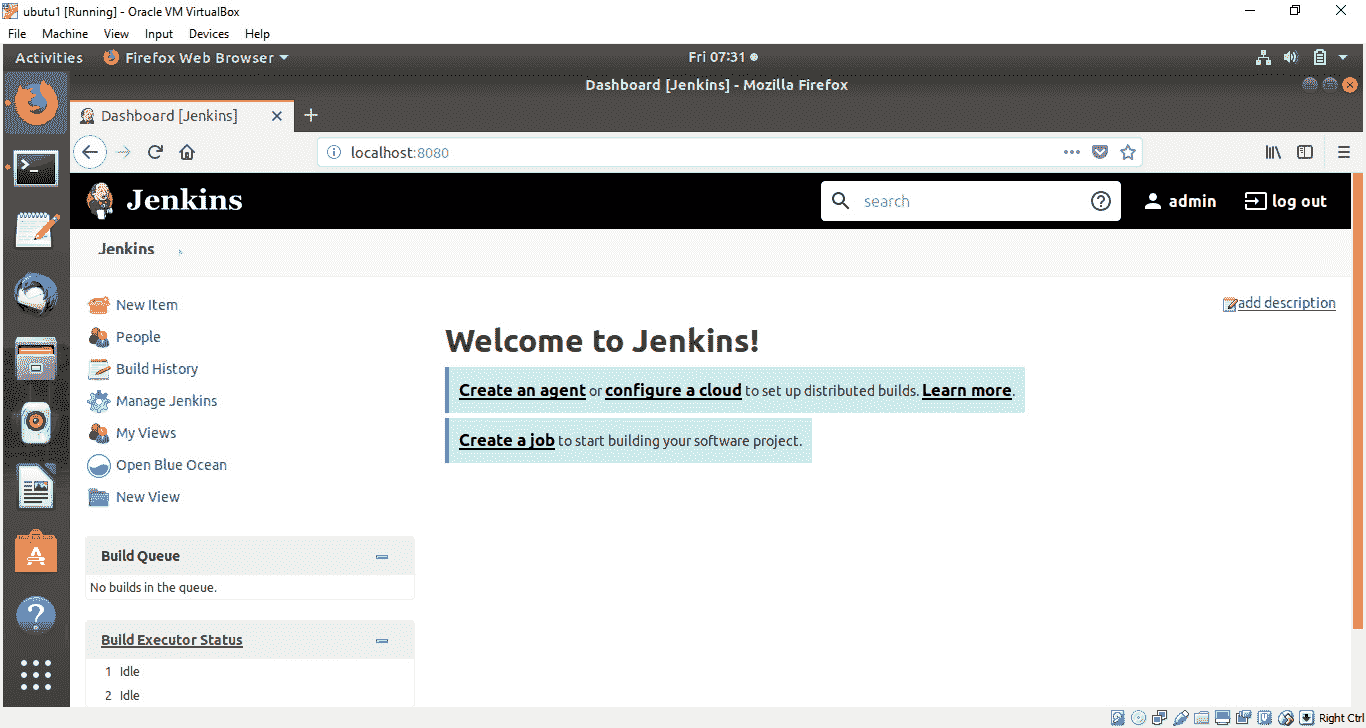 ubutu1 [Running] - Oracle VM VirtualBox
File Machine View Input Devices Help
Activities Firefox Web Browser Fri 07:31
Dashboard [Jenkins] - Mozilla Firefox
Dashboard [Jenkins]
localhost:8080
Jenkins search admin log out
Jenkins
add description
New Item
People
Build History
Manage Jenkins
My Views
Open Blue Ocean
New View
Welcome to Jenkins!
Create an agent or configure a cloud to set up distributed builds. Learn more.
Create a job to start building your software project.
Build Queue
No builds in the queue.
Build Executor Status
1 Idle
2 Idle
Right Ctrl